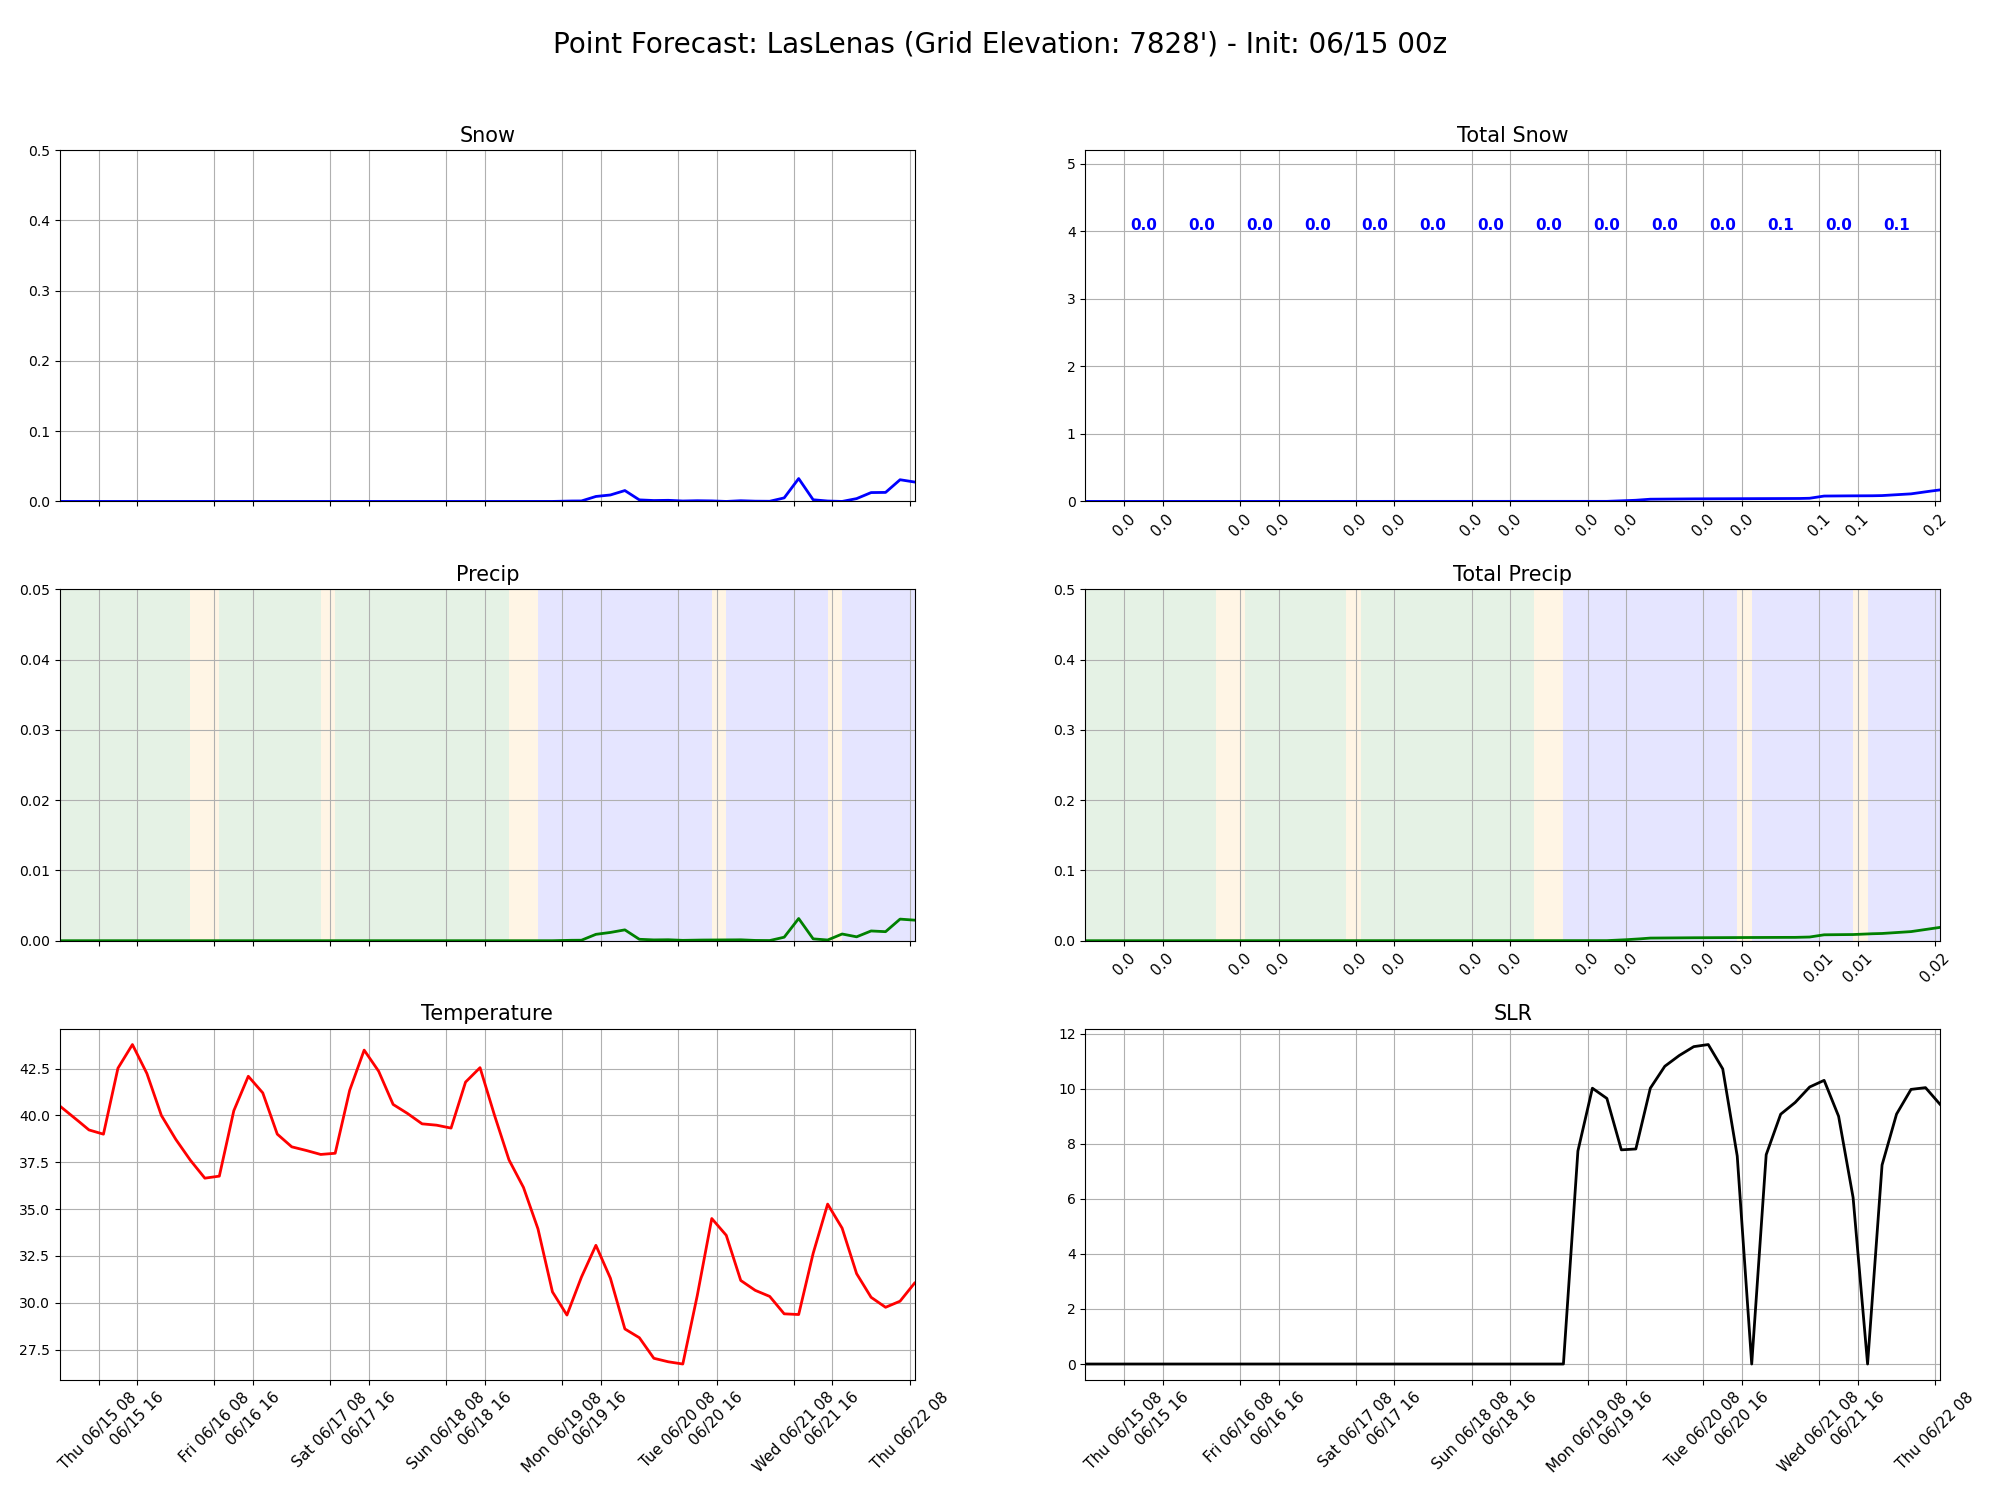 Point Forecast: LasLenas (Grid Elevation: 7828') - Init: 06/15 00z
Snow
0.5
0.4
0.3
0.2
0.1
0.0
Total Snow
5
4
3
2
1
0
0.0 0.0 0.0 0.0 0.0 0.0 0.0 0.0 0.0 0.0 0.0 0.1 0.0 0.1
0.0 0.0 0.0 0.0 0.0 0.0 0.0 0.0 0.0 0.0 0.0 0.0 0.1 0.1 0.2
Precip
0.05
0.04
0.03
0.02
0.01
0.00
Total Precip
0.5
0.4
0.3
0.2
0.1
0.0
0.0 0.0 0.0 0.0 0.0 0.0 0.0 0.0 0.0 0.0 0.0 0.0 0.01 0.01 0.02
Temperature
42.5
40.0
37.5
35.0
32.5
30.0
27.5
Thu 06/15 08
06/15 16
Fri 06/16 08
06/16 16
Sat 06/17 08
06/17 16
Sun 06/18 08
06/18 16
Mon 06/19 08
06/19 16
Tue 06/20 08
06/20 16
Wed 06/21 08
06/21 16
Thu 06/22 08
SLR
12
10
8
6
4
2
0
Thu 06/15 08
06/15 16
Fri 06/16 08
06/16 16
Sat 06/17 08
06/17 16
Sun 06/18 08
06/18 16
Mon 06/19 08
06/19 16
Tue 06/20 08
06/20 16
Wed 06/21 08
06/21 16
Thu 06/22 08